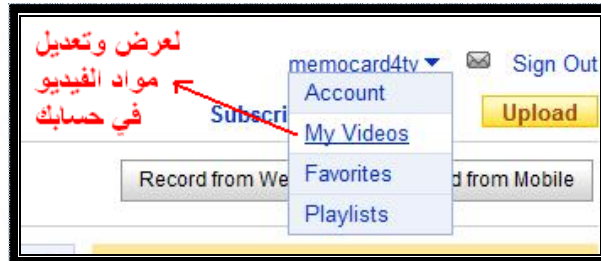 لعرض وتعديل
مواد الفيديو
في حسابك
memocard4tv Sign Out
Account
Subscri Upload
My Videos
Record from We d from Mobile
Favorites
Playlists